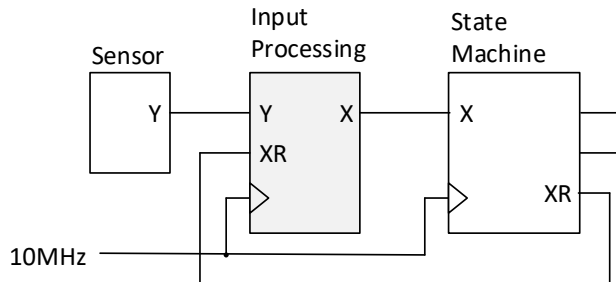 Input
Processing
State
Machine
Sensor
Y
Y
X
X
XR
XR
10MHz